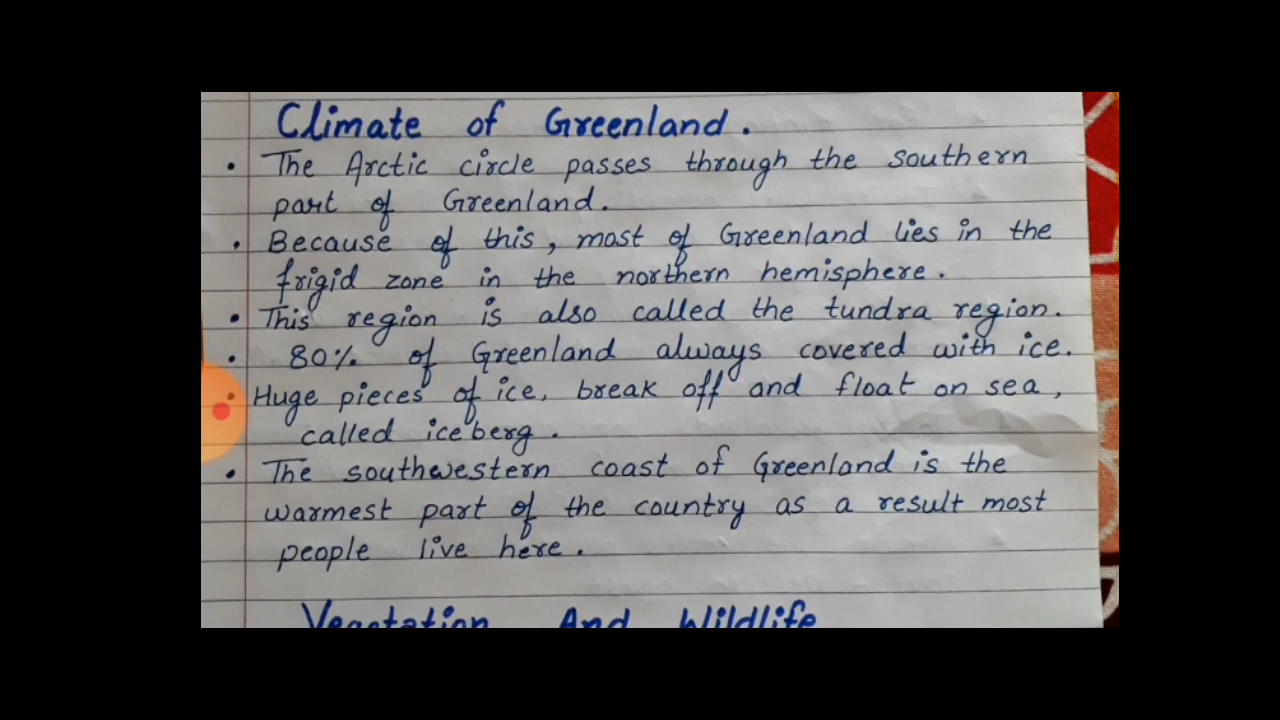 Climate of Greenland.
• The Arctic circle passes through the southern
part of Greenland.
• Because of this, most of Greenland lies in the
frigid zone in the northern hemisphere.
• This region is also called the tundra region.
• 80% of Greenland always covered with ice.
• Huge pieces of ice, break off and float on sea,
called iceberg.
• The southwestern coast of Greenland is the
warmest part of the country as a result most
people live here.
Vegetation And Wildlife